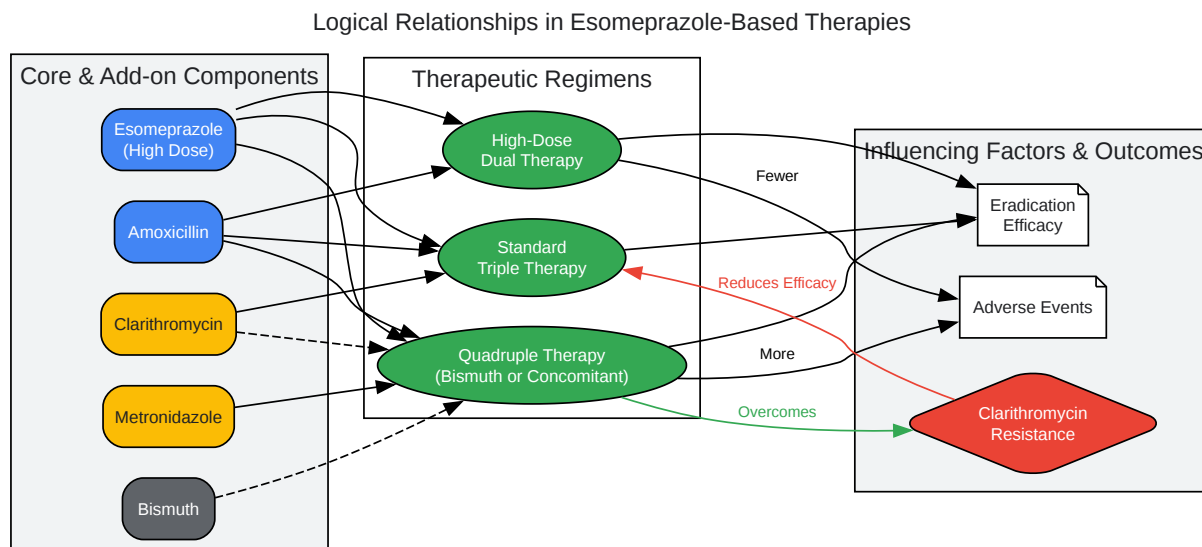 Logical Relationships in Esomeprazole-Based Therapies
Core & Add-on Components
Esomeprazole
(High Dose)
Amoxicillin
Clarithromycin
Metronidazole
Bismuth
Therapeutic Regimens
High-Dose
Dual Therapy
Standard
Triple Therapy
Quadruple Therapy
(Bismuth or Concomitant)
Fewer
Reduces Efficacy
More
Overcomes
Influencing Factors & Outcomes
Eradication
Efficacy
Adverse Events
Clarithromycin
Resistance